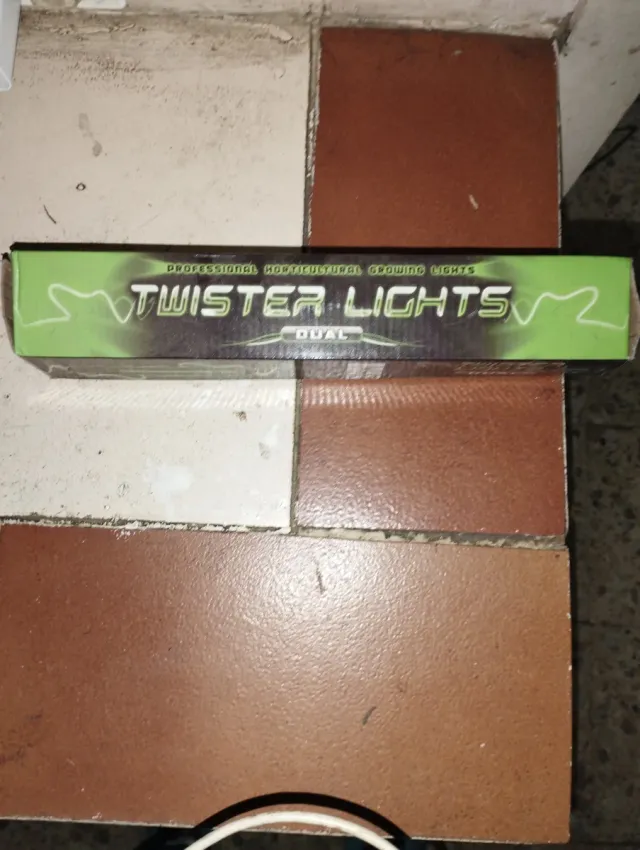 PROFESSIONAL HORTICULTURAL GROWING LIGHTS
TWISTER LIGHTS
DUAL